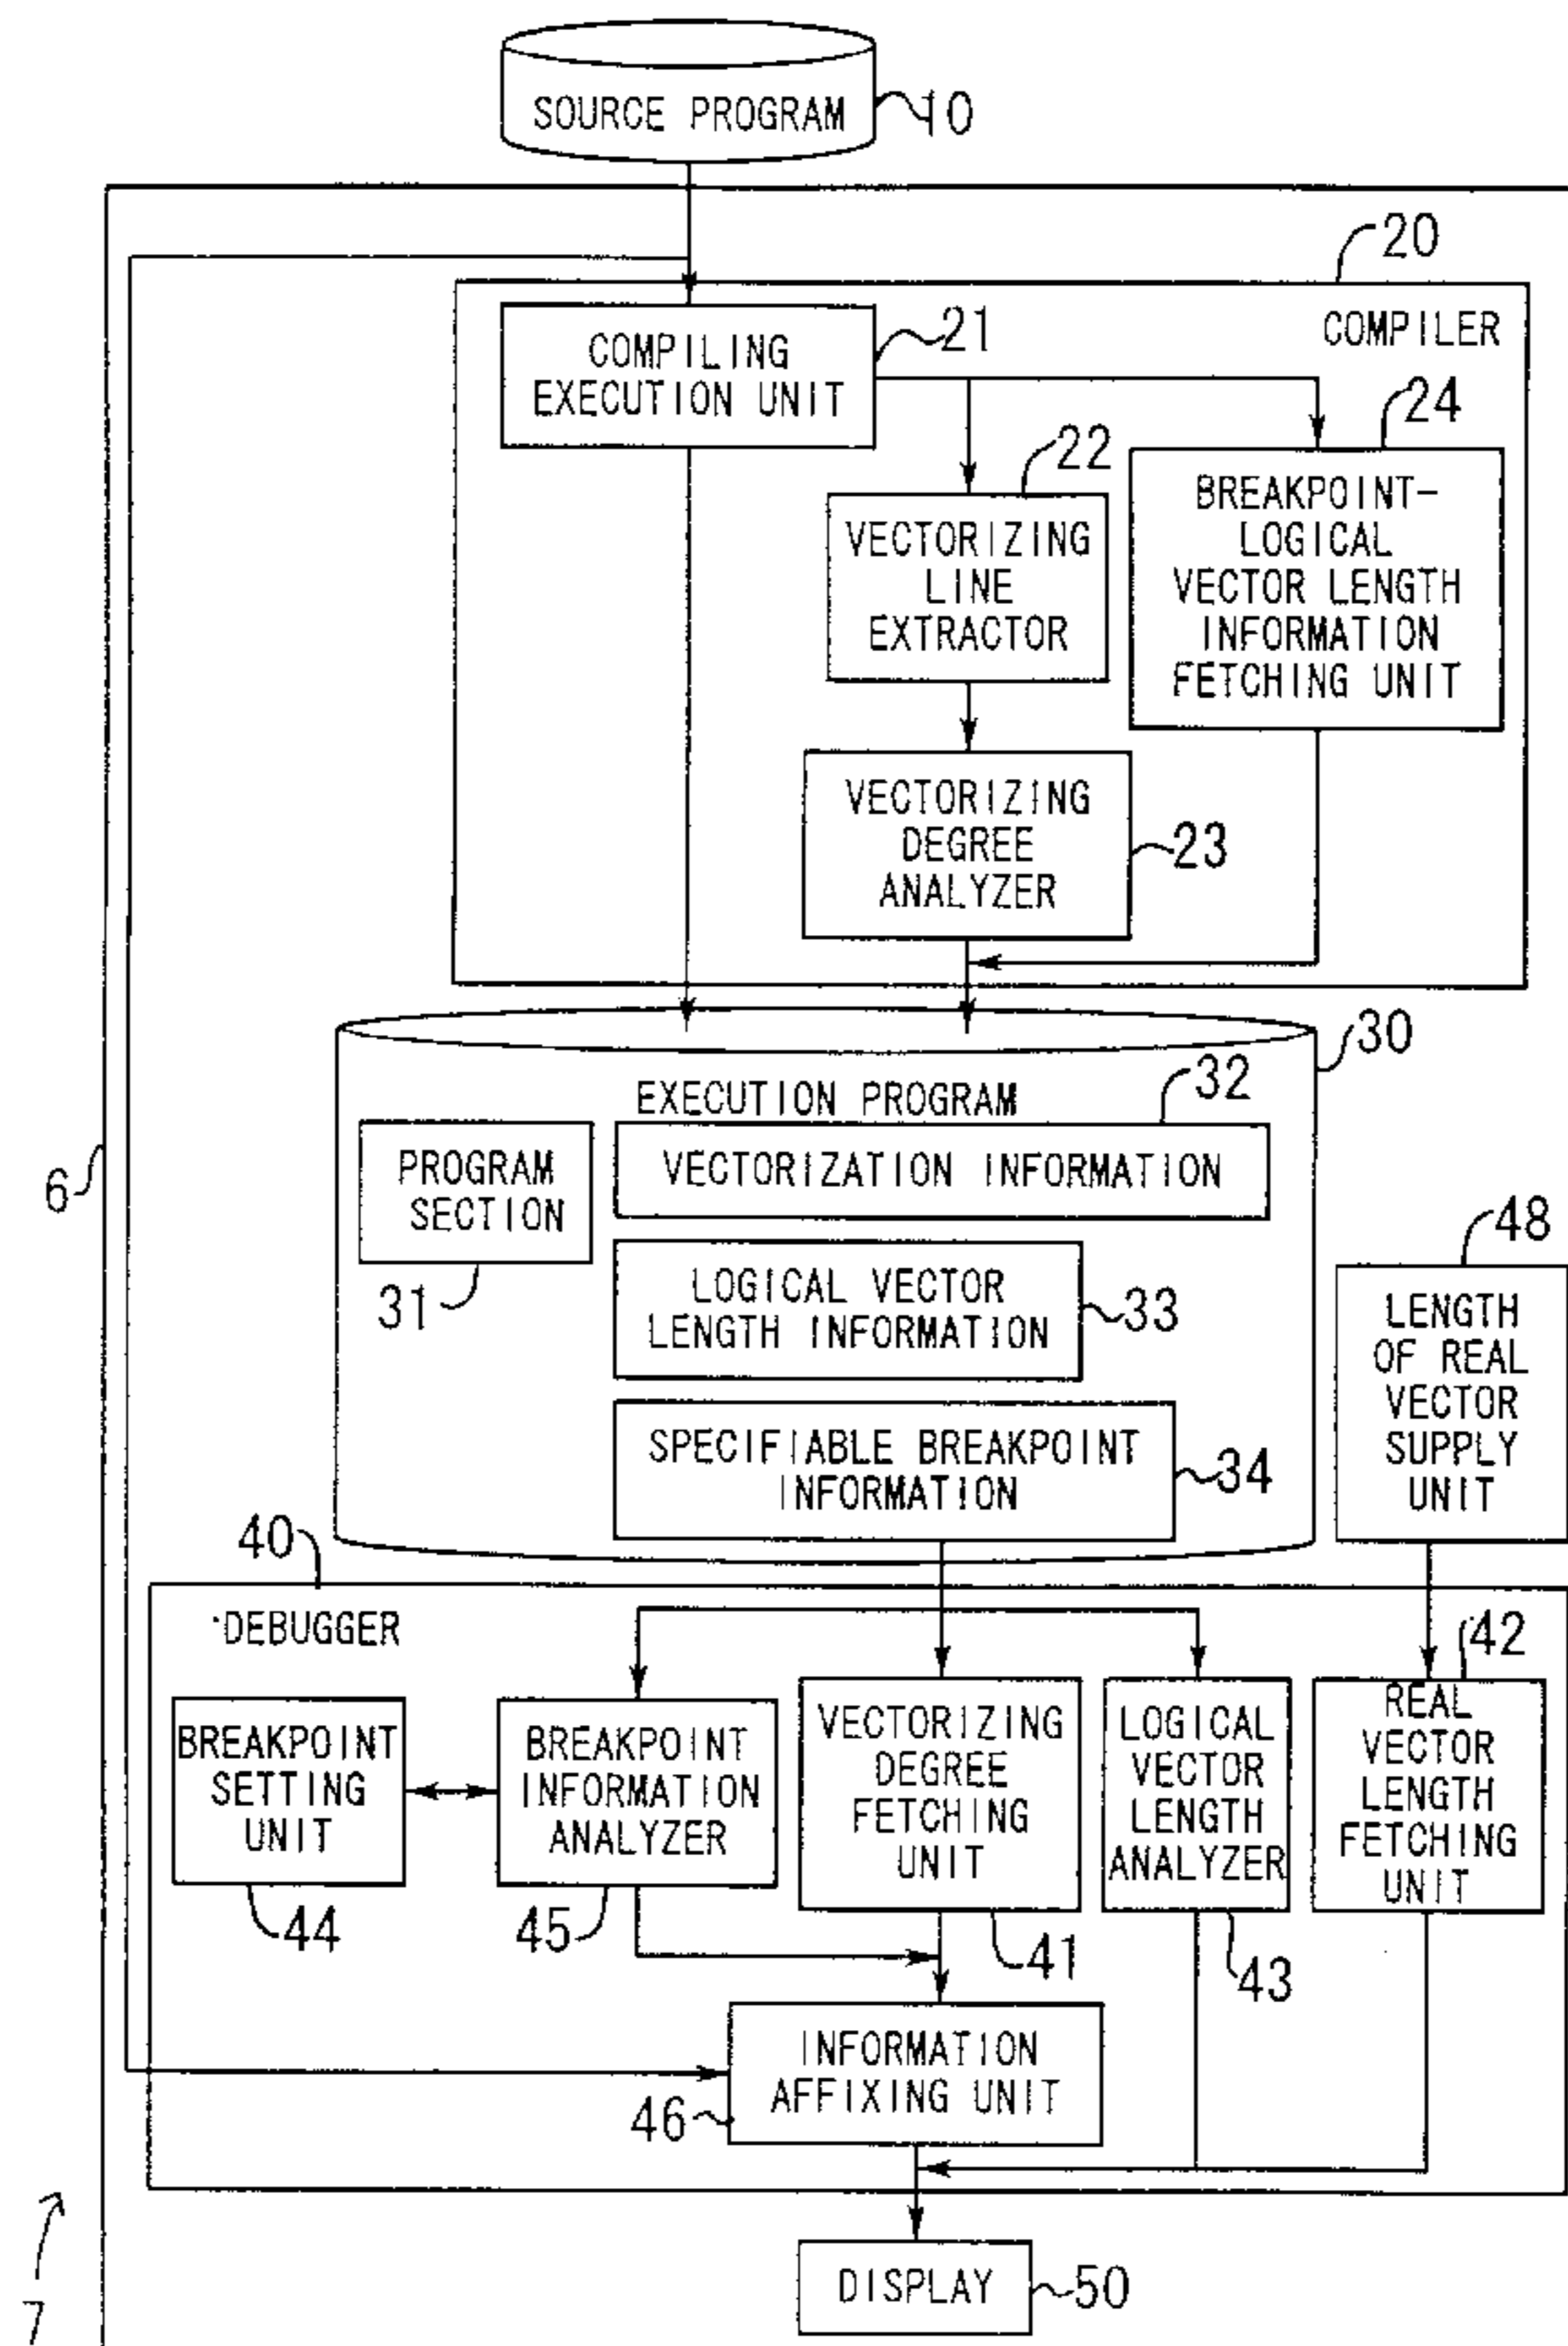 SOURCE PROGRAM
10
20
COMPILER
COMPILING
EXECUTION UNIT
21
22
24
VECTORIZING
LINE
EXTRACTOR
BREAKPOINT-
LOGICAL
VECTOR LENGTH
INFORMATION
FETCHING UNIT
VECTORIZING
DEGREE
ANALYZER
23
30
EXECUTION PROGRAM
32
PROGRAM
SECTION
31
VECTORIZATION INFORMATION
6
LOGICAL VECTOR
LENGTH INFORMATION
33
48
LENGTH
OF REAL
VECTOR
SUPPLY
UNIT
SPECIFIABLE BREAKPOINT
INFORMATION
34
40
DEBUGGER
42
BREAKPOINT
SETTING
UNIT
44
BREAKPOINT
INFORMATION
ANALYZER
45
VECTORIZING
DEGREE
FETCHING
UNIT
41
LOGICAL
VECTOR
LENGTH
ANALYZER
43
REAL
VECTOR
LENGTH
FETCHING
UNIT
INFORMATION
AFFIXING UNIT
46
7
DISPLAY
50